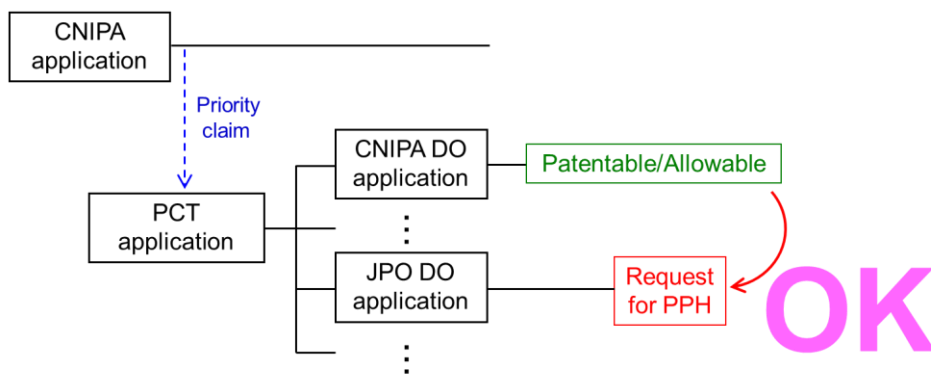 CNIPA
application
Priority
claim
CNIPA DO
application
Patentable/Allowable
PCT
application
JPO DO
application
Request
for PPH
OK